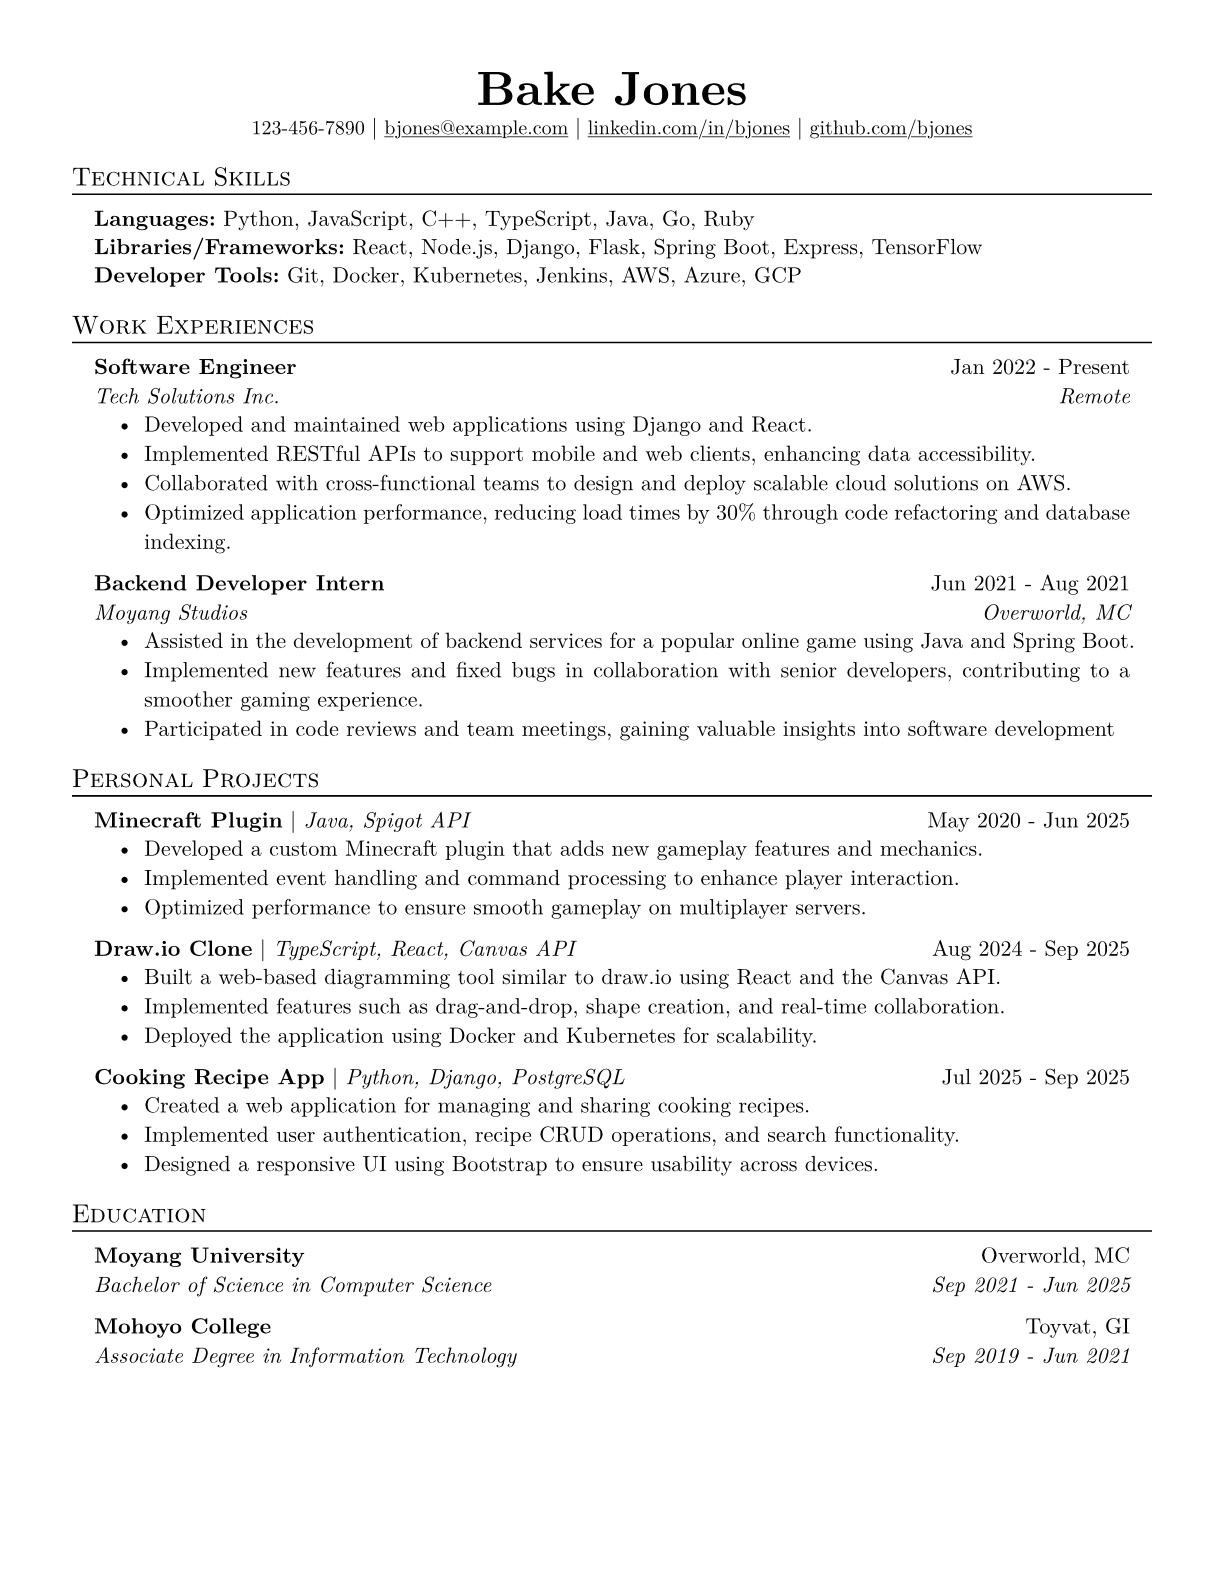 Bake Jones
123-456-7890 | bjones@example.com | linkedin.com/in/bjones | github.com/bjones
Technical Skills
Languages: Python, JavaScript, C++, TypeScript, Java, Go, Ruby
Libraries/Frameworks: React, Node.js, Django, Flask, Spring Boot, Express, TensorFlow
Developer Tools: Git, Docker, Kubernetes, Jenkins, AWS, Azure, GCP
Work Experiences
Software Engineer Jan 2022 - Present
Tech Solutions Inc. Remote
• Developed and maintained web applications using Django and React.
• Implemented RESTful APIs to support mobile and web clients, enhancing data accessibility.
• Collaborated with cross-functional teams to design and deploy scalable cloud solutions on AWS.
• Optimized application performance, reducing load times by 30% through code refactoring and database
indexing.
Backend Developer Intern Jun 2021 - Aug 2021
Moyang Studios Overworld, MC
• Assisted in the development of backend services for a popular online game using Java and Spring Boot.
• Implemented new features and fixed bugs in collaboration with senior developers, contributing to a
smoother gaming experience.
• Participated in code reviews and team meetings, gaining valuable insights into software development
Personal Projects
Minecraft Plugin | Java, Spigot API May 2020 - Jun 2025
• Developed a custom Minecraft plugin that adds new gameplay features and mechanics.
• Implemented event handling and command processing to enhance player interaction.
• Optimized performance to ensure smooth gameplay on multiplayer servers.
Draw.io Clone | TypeScript, React, Canvas API Aug 2024 - Sep 2025
• Built a web-based diagramming tool similar to draw.io using React and the Canvas API.
• Implemented features such as drag-and-drop, shape creation, and real-time collaboration.
• Deployed the application using Docker and Kubernetes for scalability.
Cooking Recipe App | Python, Django, PostgreSQL Jul 2025 - Sep 2025
• Created a web application for managing and sharing cooking recipes.
• Implemented user authentication, recipe CRUD operations, and search functionality.
• Designed a responsive UI using Bootstrap to ensure usability across devices.
Education
Moyang University Overworld, MC
Bachelor of Science in Computer Science Sep 2021 - Jun 2025
Mohoyo College Toyvat, GI
Associate Degree in Information Technology Sep 2019 - Jun 2021